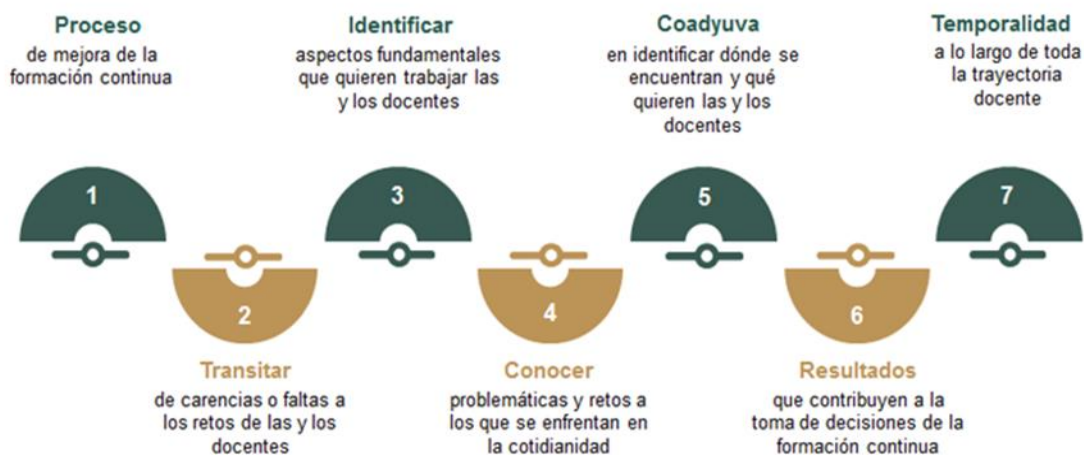 Proceso
de mejora de la
formación continua
1
Transitar
de carencias o faltas a
los retos de las y los
docentes
2
Identificar
aspectos fundamentales
que quieren trabajar las
y los docentes
3
Conocer
problemáticas y retos a
los que se enfrentan en
la cotidianidad
4
Coadyuva
en identificar dónde se
encuentran y qué
quieren las y los
docentes
5
Resultados
que contribuyen a la
toma de decisiones de la
formación continua
6
Temporalidad
a lo largo de toda
la trayectoria
docente
7